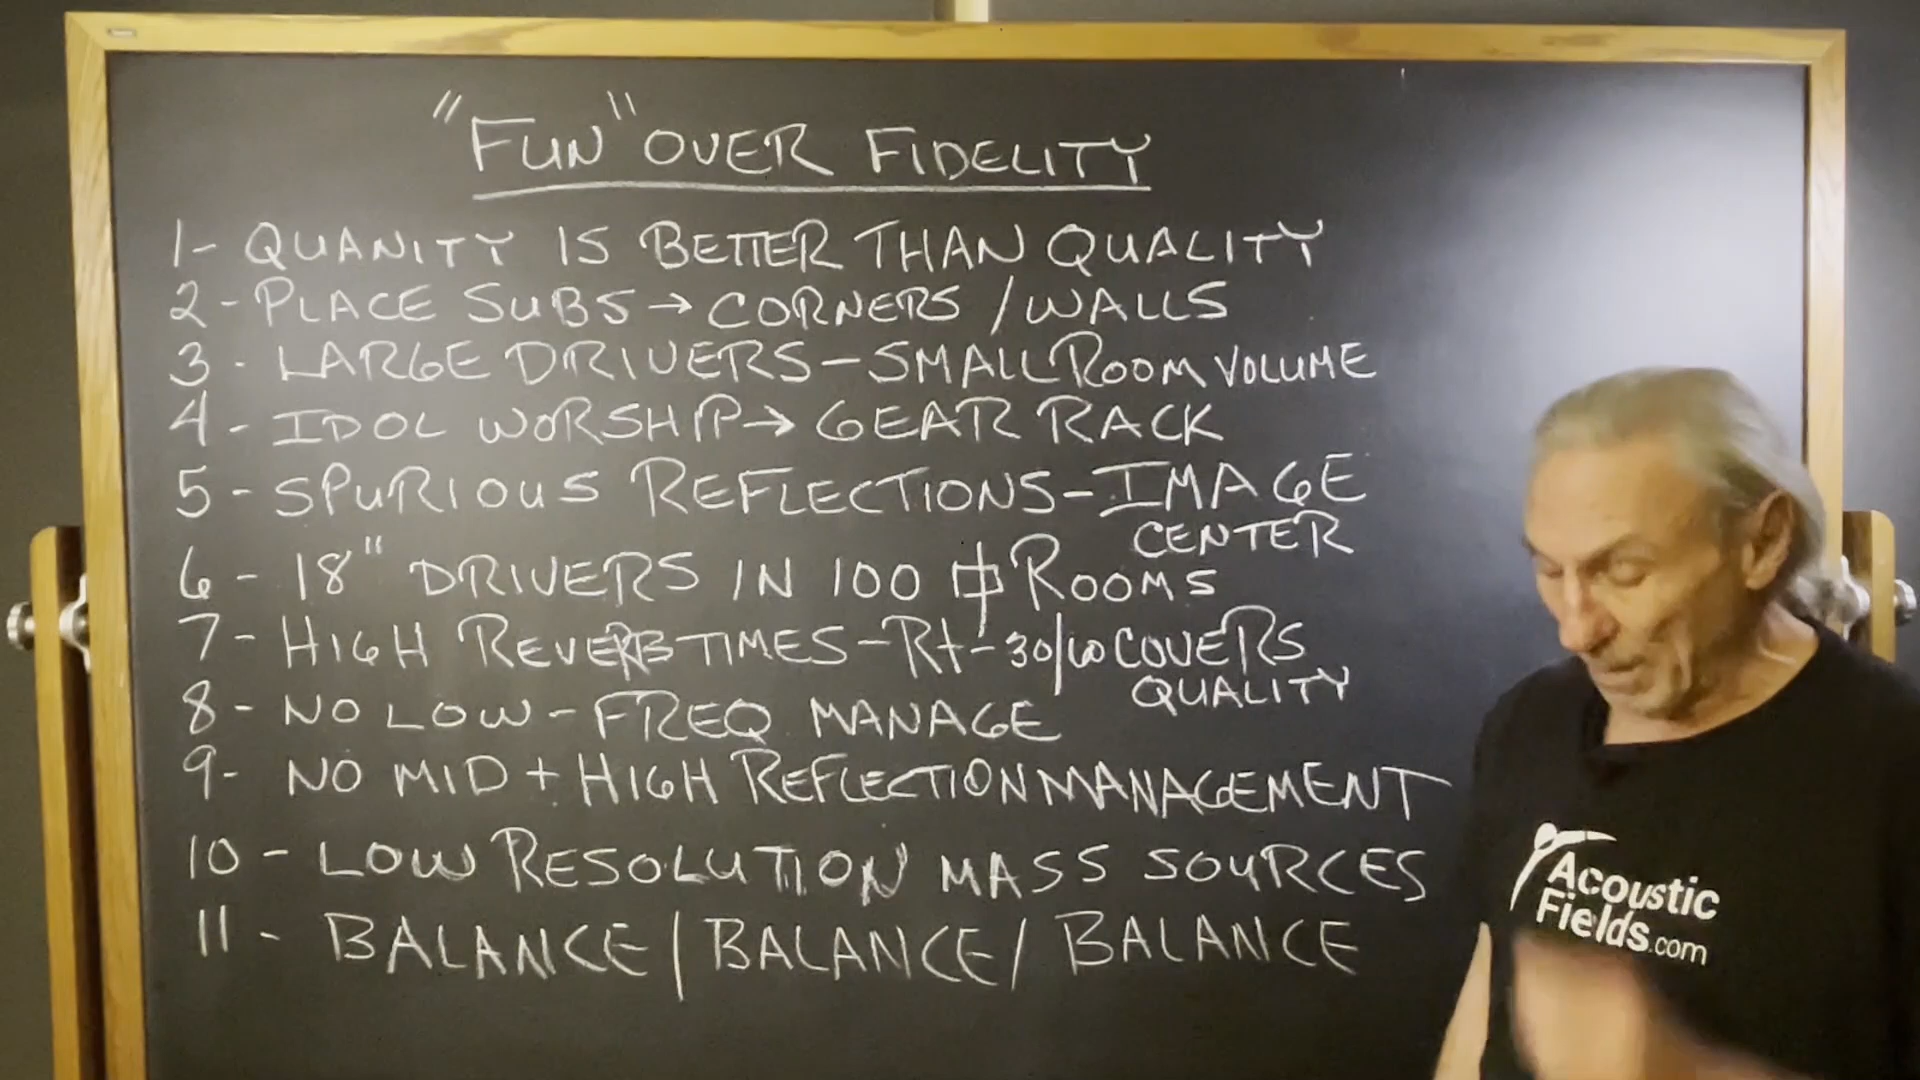 "FUN" OVER FIDELITY
1- QUANITY IS BETTER THAN QUALITY
2- PLACE SUBS → CORNERS / WALLS
3- LARGE DRIVERS - SMALL ROOM VOLUME
4- IDOL WORSHIP → GEAR RACK
5- SPURIOUS REFLECTIONS - IMAGE
CENTER
6- 18" DRIVERS IN 100 ROOMS
7- HIGH REVERB TIMES - Rt - 30/60 COVERS
QUALITY
8- NO LOW-FREQ MANAGE
9- NO MID + HIGH REFLECTION MANAGEMENT
10- LOW RESOLUTION MASS SOURCES
11- BALANCE / BALANCE / BALANCE
Acoustic
Fields.com